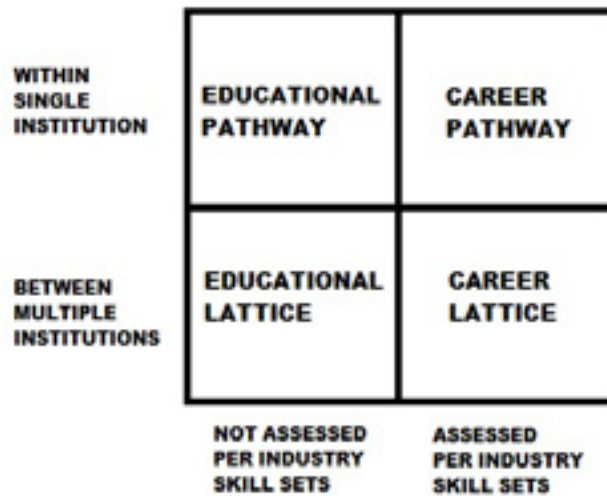 WITHIN
SINGLE
INSTITUTION
EDUCATIONAL
PATHWAY
CAREER
PATHWAY
BETWEEN
MULTIPLE
INSTITUTIONS
EDUCATIONAL
LATTICE
CAREER
LATTICE
NOT ASSESSED
PER INDUSTRY
SKILL SETS
ASSESSED
PER INDUSTRY
SKILL SETS